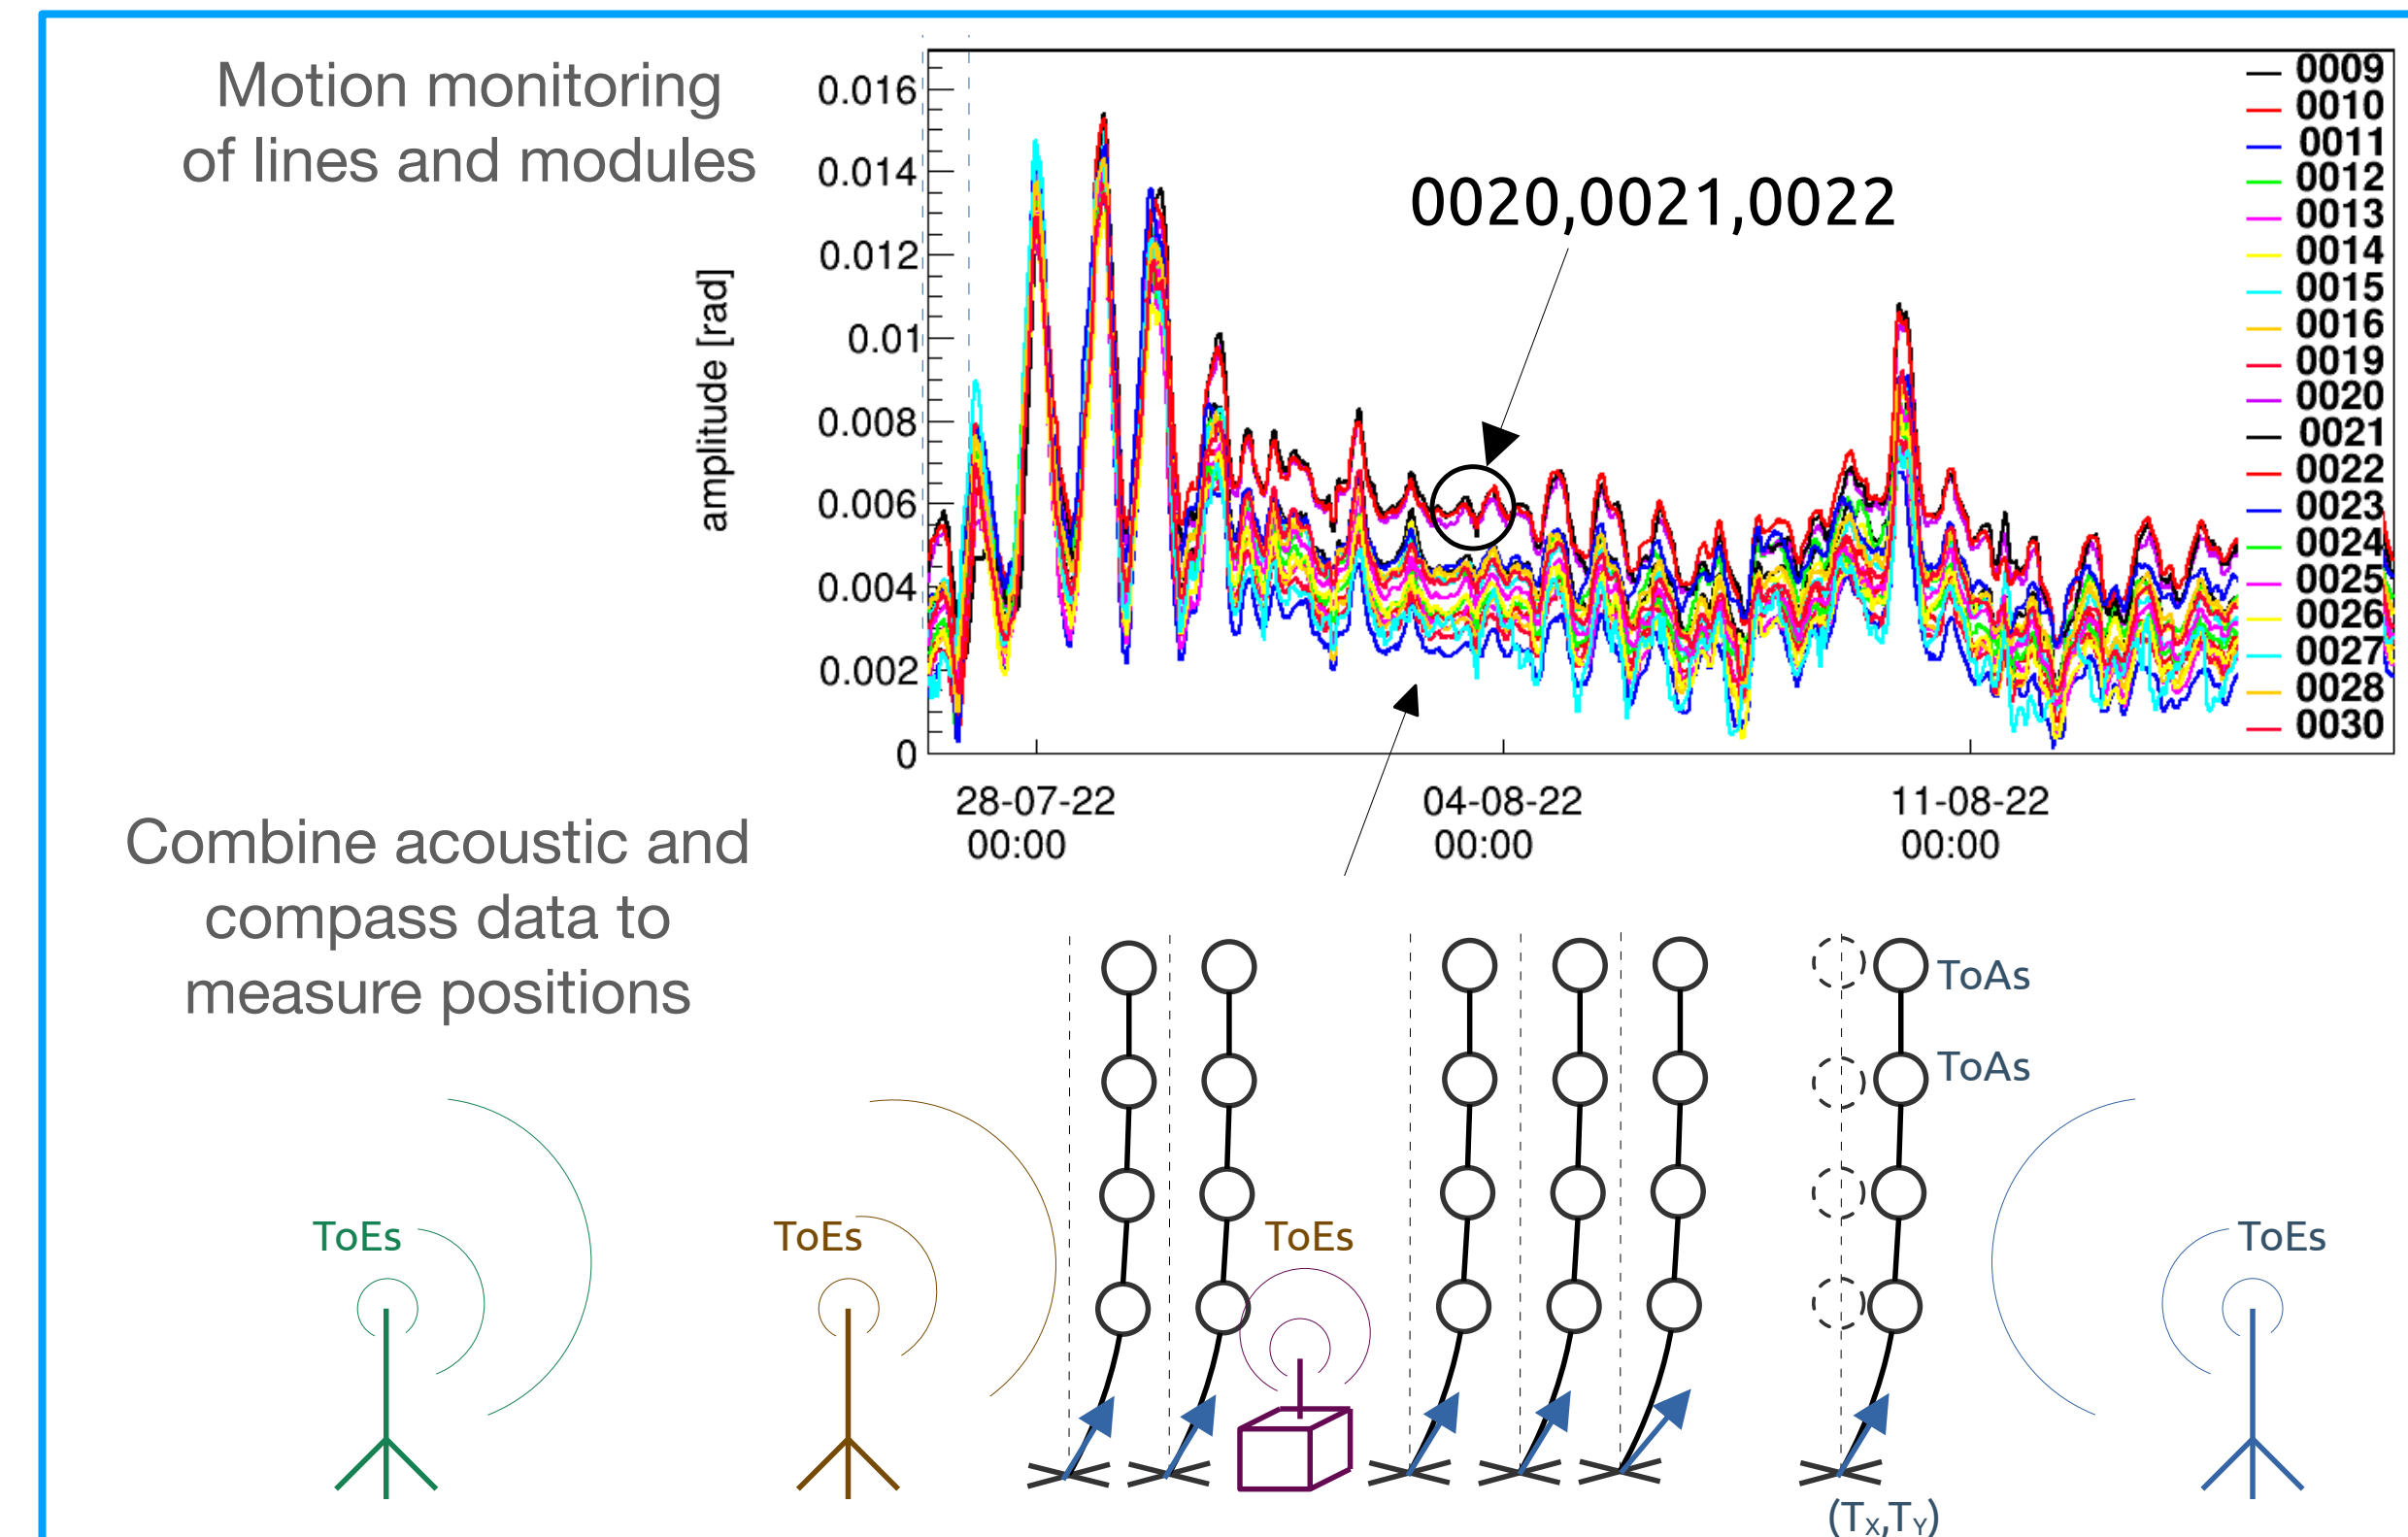 Motion monitoring
of lines and modules
amplitude [rad]
0.016
0.014
0.012
0.01
0.008
0.006
0.004
0.002
0
0020,0021,0022
0009
0010
0011
0012
0013
0014
0015
0016
0019
0020
0021
0022
0023
0024
0025
0026
0027
0028
0030
28-07-22
00:00
04-08-22
00:00
11-08-22
00:00
Combine acoustic and
compass data to
measure positions
ToAs
ToAs
ToEs
ToEs
ToEs
ToEs
(TX,TY)